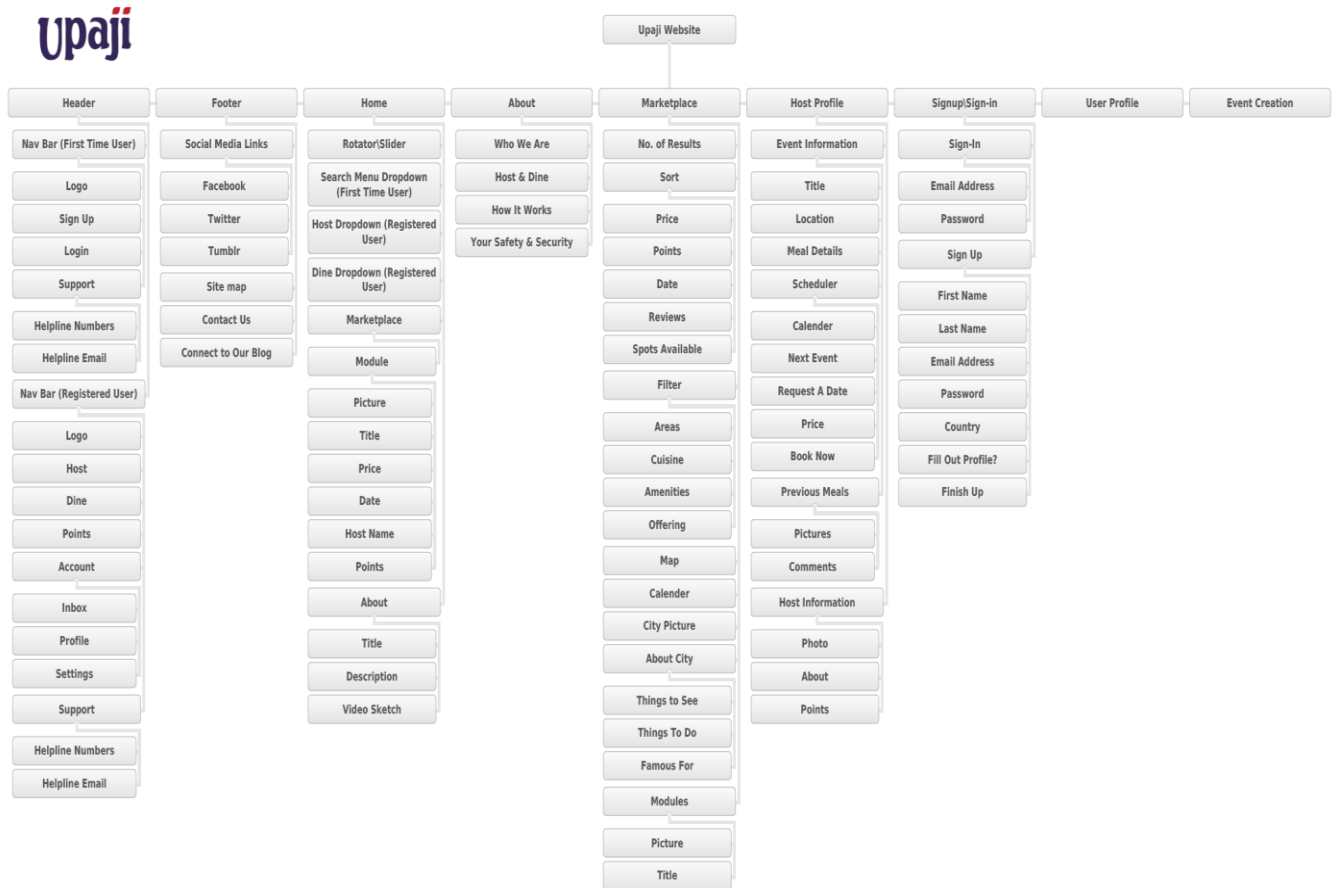 upaji
Upaji Website
Header
Nav Bar (First Time User)
Logo
Sign Up
Login
Support
Helpline Numbers
Helpline Email
Nav Bar (Registered User)
Logo
Host
Dine
Points
Account
Inbox
Profile
Settings
Support
Helpline Numbers
Helpline Email
Footer
Social Media Links
Facebook
Twitter
Tumblr
Site map
Contact Us
Connect to Our Blog
Home
Rotator\Slider
Search Menu Dropdown
(First Time User)
Host Dropdown (Registered
User)
Dine Dropdown (Registered
User)
Marketplace
Module
Picture
Title
Price
Date
Host Name
Points
About
Title
Description
Video Sketch
About
Who We Are
Host & Dine
How It Works
Your Safety & Security
Marketplace
No. of Results
Sort
Price
Points
Date
Reviews
Spots Available
Filter
Areas
Cuisine
Amenities
Offering
Map
Calender
City Picture
About City
Things to See
Things To Do
Famous For
Modules
Picture
Title
Host Profile
Event Information
Title
Location
Meal Details
Scheduler
Calender
Next Event
Request A Date
Price
Book Now
Previous Meals
Pictures
Comments
Host Information
Photo
About
Points
Signup\Sign-in
Sign-In
Email Address
Password
Sign Up
First Name
Last Name
Email Address
Password
Country
Fill Out Profile?
Finish Up
User Profile
Event Creation